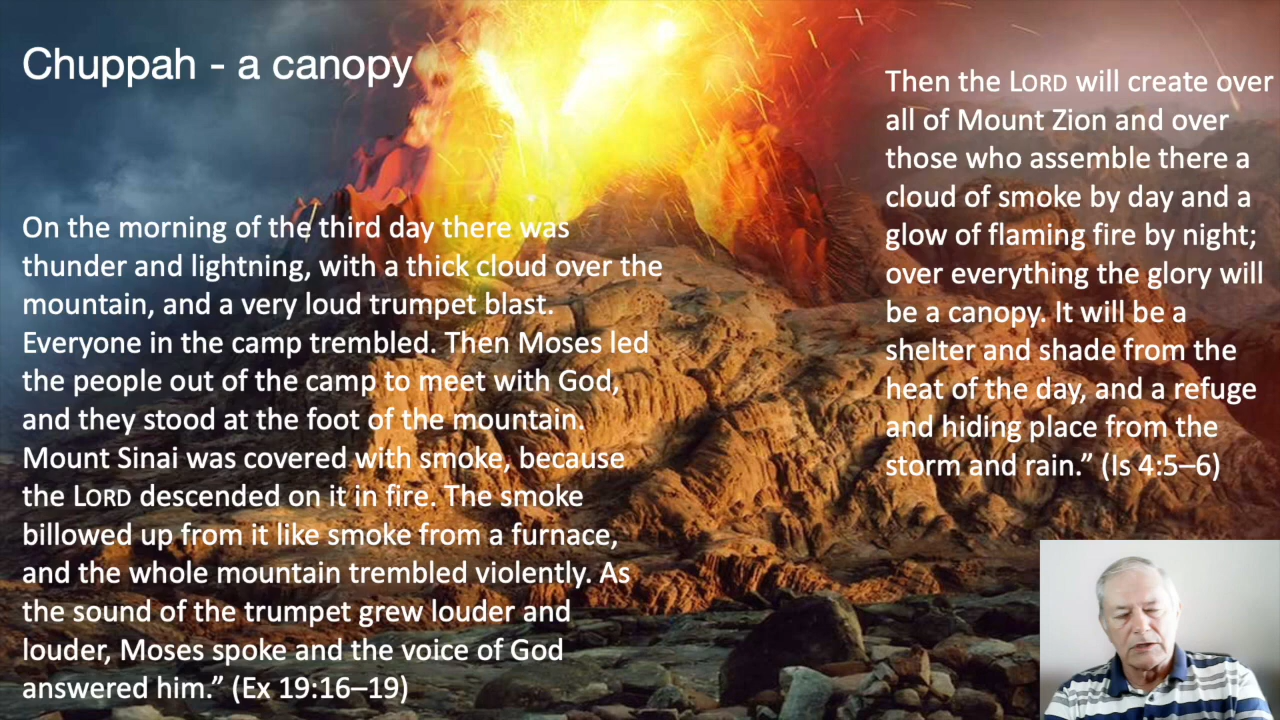 Chuppah - a canopy
On the morning of the third day there was
thunder and lightning, with a thick cloud over the
mountain, and a very loud trumpet blast.
Everyone in the camp trembled. Then Moses led
the people out of the camp to meet with God,
and they stood at the foot of the mountain.
Mount Sinai was covered with smoke, because
the LORD descended on it in fire. The smoke
billowed up from it like smoke from a furnace,
and the whole mountain trembled violently. As
the sound of the trumpet grew louder and
louder, Moses spoke and the voice of God
answered him.” (Ex 19:16–19)
Then the LORD will create over
all of Mount Zion and over
those who assemble there a
cloud of smoke by day and a
glow of flaming fire by night;
over everything the glory will
be a canopy. It will be a
shelter and shade from the
heat of the day, and a refuge
and hiding place from the
storm and rain.” (Is 4:5–6)